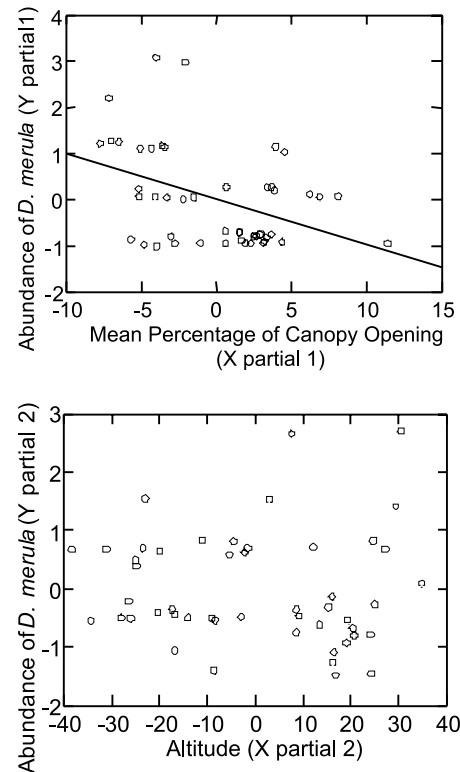 Abundance of D. merula (Y partial1)
4
3
2
1
0
-1
-2
-10 -5 0 5 10 15
Mean Percentage of Canopy Opening
(X partial 1)
Abundance of D. merula (Y partial 2)
3
2
1
0
-1
-2
-40 -30 -20 -10 0 10 20 30 40
Altitude (X partial 2)